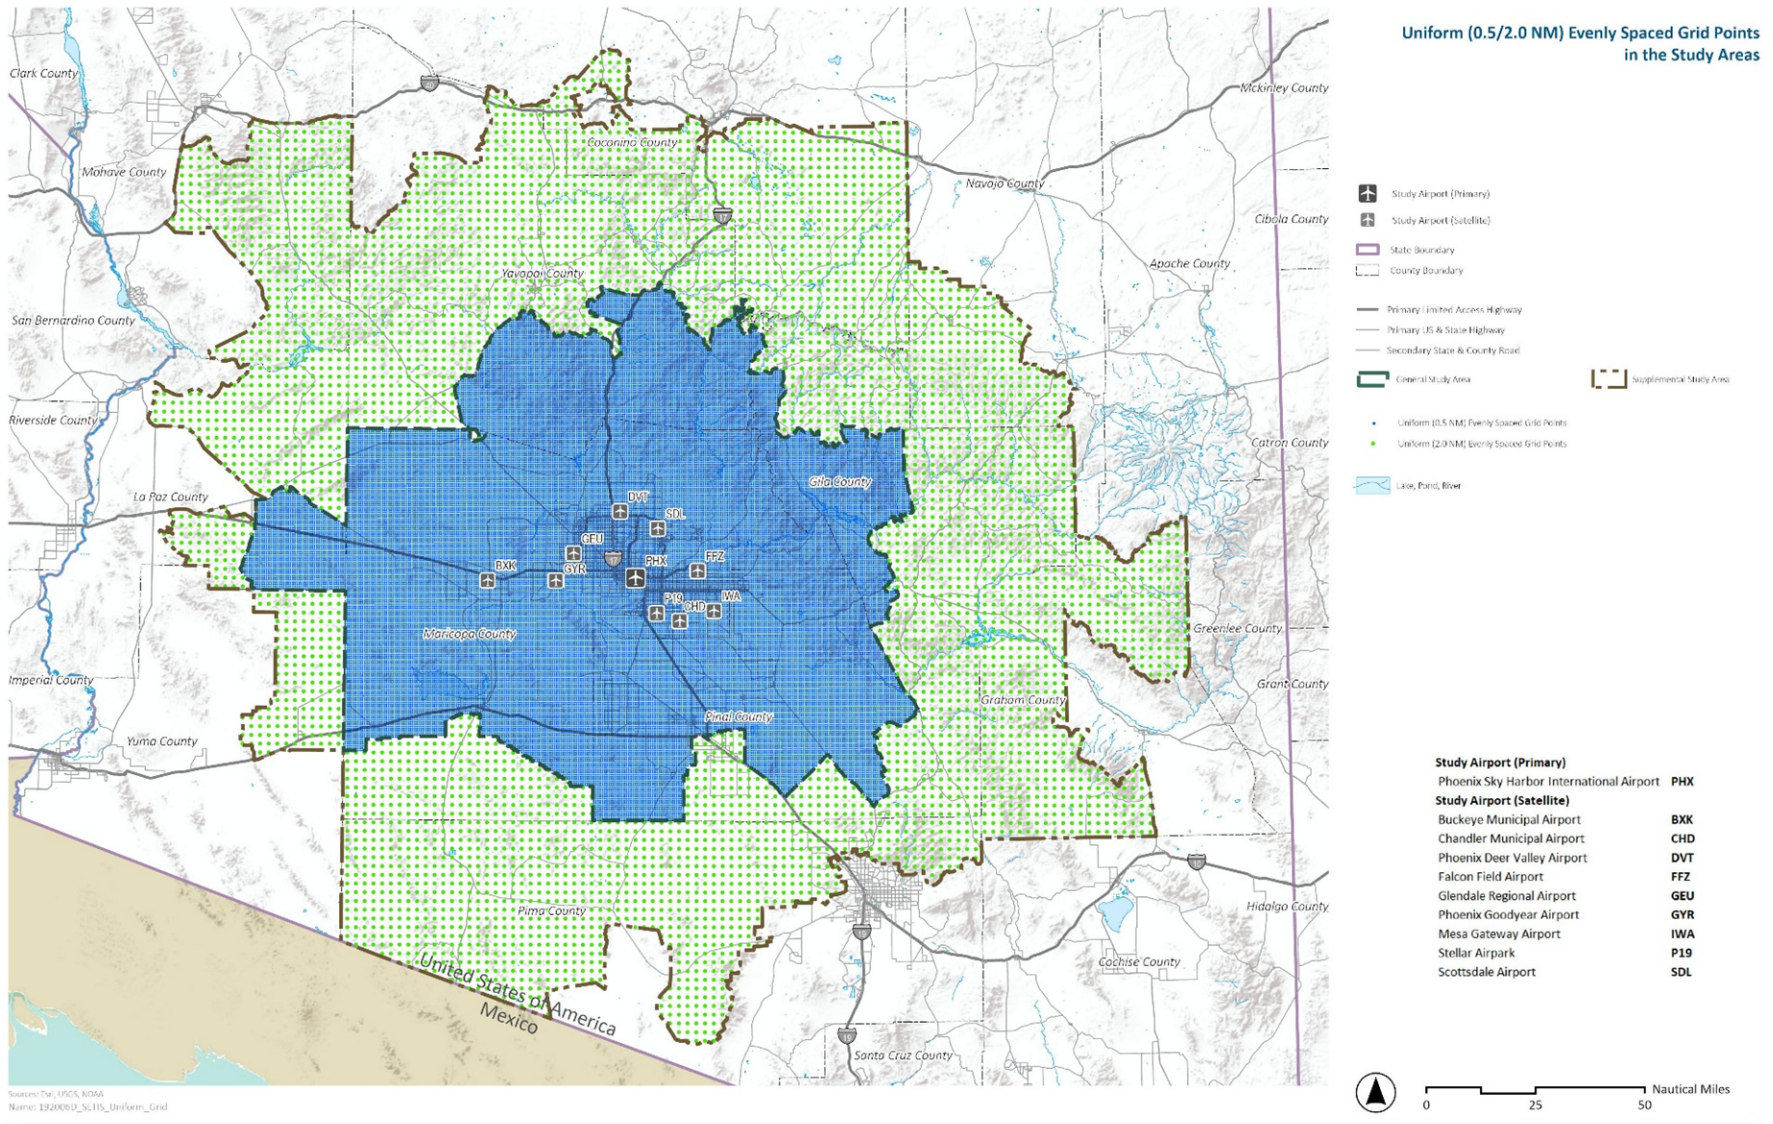 Uniform (0.5/2.0 NM) Evenly Spaced Grid Points
in the Study Areas
Clark County
Mckinley County
40
Coconino County
Mohave County
Navajo County
Cibola County
17
Apache County
Yavapai County
San Bernardino County
Riverside County
Catron County
Gila County
La Paz County
DVT
SDL
GEU
17
PHX
FFZ
BXK
GYR
P19
CHD
IWA
Maricopa County
Greenlee County
Imperial County
Grant County
Graham County
Pinal County
Yuma County
10
Hidalgo County
Pima County
Cochise County
United States of America
Mexico
19
Santa Cruz County
Study Airport (Primary)
Study Airport (Satellite)
State Boundary
County Boundary
Primary Limited Access Highway
Primary US & State Highway
Secondary State & County Road
General Study Area
Supplemental Study Area
Uniform (0.5 NM) Evenly Spaced Grid Points
Uniform (2.0 NM) Evenly Spaced Grid Points
Lake, Pond, River
Study Airport (Primary)
Phoenix Sky Harbor International Airport PHX
Study Airport (Satellite)
Buckeye Municipal Airport BXK
Chandler Municipal Airport CHD
Phoenix Deer Valley Airport DVT
Falcon Field Airport FFZ
Glendale Regional Airport GEU
Phoenix Goodyear Airport GYR
Mesa Gateway Airport IWA
Stellar Airpark P19
Scottsdale Airport SDL
Nautical Miles
0 25 50
Sources: Esri, USGS, NOAA
Name: 192006D_SETIS_Uniform_Grid